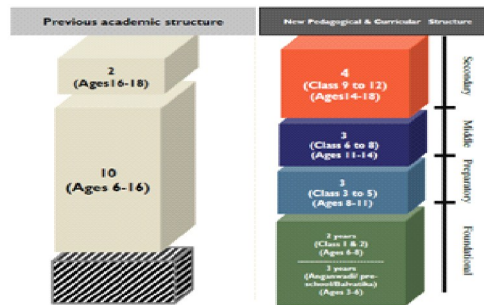 Previous academic structure
2
(Ages16-18)
10
(Ages 6-16)
New Pedagogical & Curricular Structure
4
(Class 9 to 12)
(Ages14-18)
3
(Class 6 to 8)
(Ages 11-14)
3
(Class 3 to 5)
(Ages 8-11)
2 years
(Class 1 & 2)
(Ages 6-8)
3 years
(Anganwadi/ pre-
school/Balvatika)
(Ages 3-6)
Secondary
Middle
Preparatory
Foundational